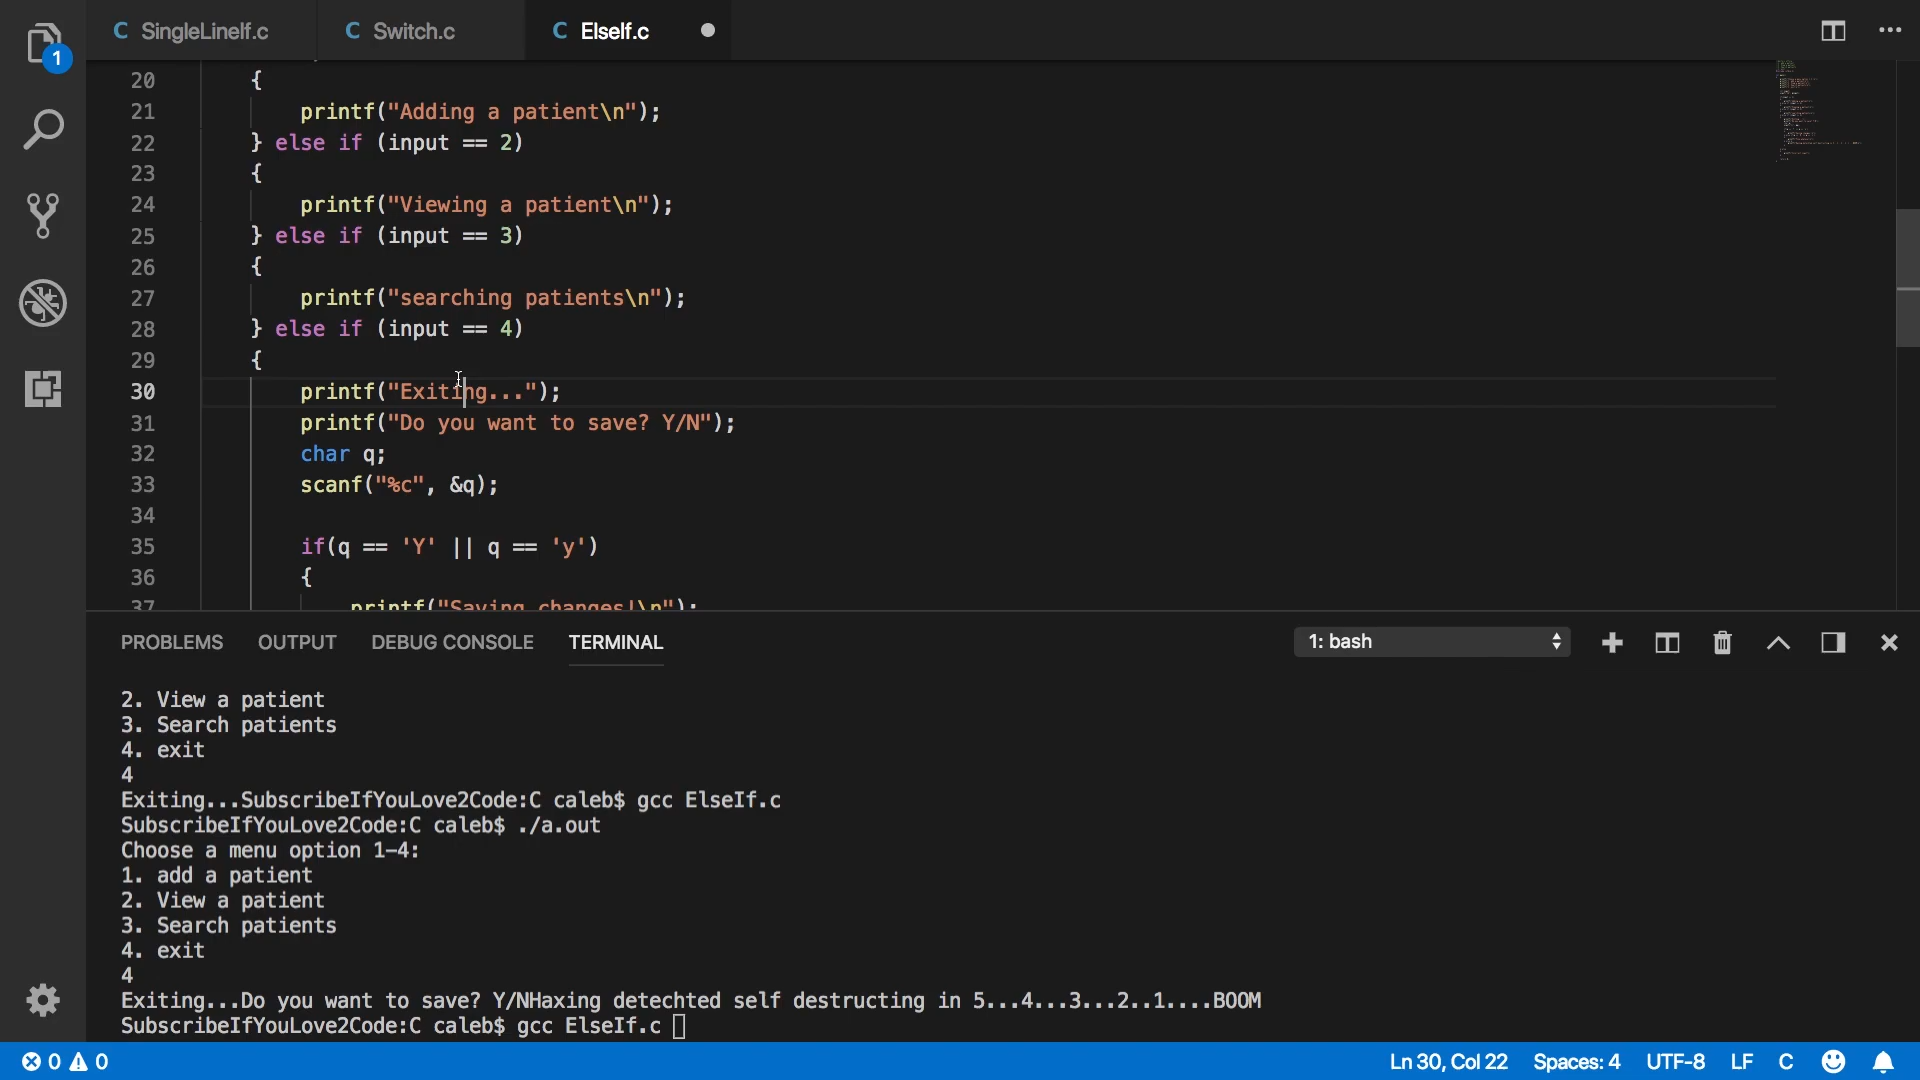 1
C SingleLineIf.c
C Switch.c
C ElseIf.c
20 {
21 printf("Adding a patient\n");
22 } else if (input == 2)
23 {
24 printf("Viewing a patient\n");
25 } else if (input == 3)
26 {
27 printf("searching patients\n");
28 } else if (input == 4)
29 {
30 printf("Exiting...");
31 printf("Do you want to save? Y/N");
32 char q;
33 scanf("%c", &q);
34
35 if(q == 'Y' || q == 'y')
36 {
37 printf("Saving changes!\n");
PROBLEMS OUTPUT DEBUG CONSOLE TERMINAL 1: bash
2. View a patient
3. Search patients
4. exit
4
Exiting...SubscribeIfYouLove2Code:C caleb$ gcc ElseIf.c
SubscribeIfYouLove2Code:C caleb$ ./a.out
Choose a menu option 1-4:
1. add a patient
2. View a patient
3. Search patients
4. exit
4
Exiting...Do you want to save? Y/NHaxing detechted self destructing in 5...4...3...2..1....BOOM
SubscribeIfYouLove2Code:C caleb$ gcc ElseIf.c
0 0 Ln 30, Col 22 Spaces: 4 UTF-8 LF C